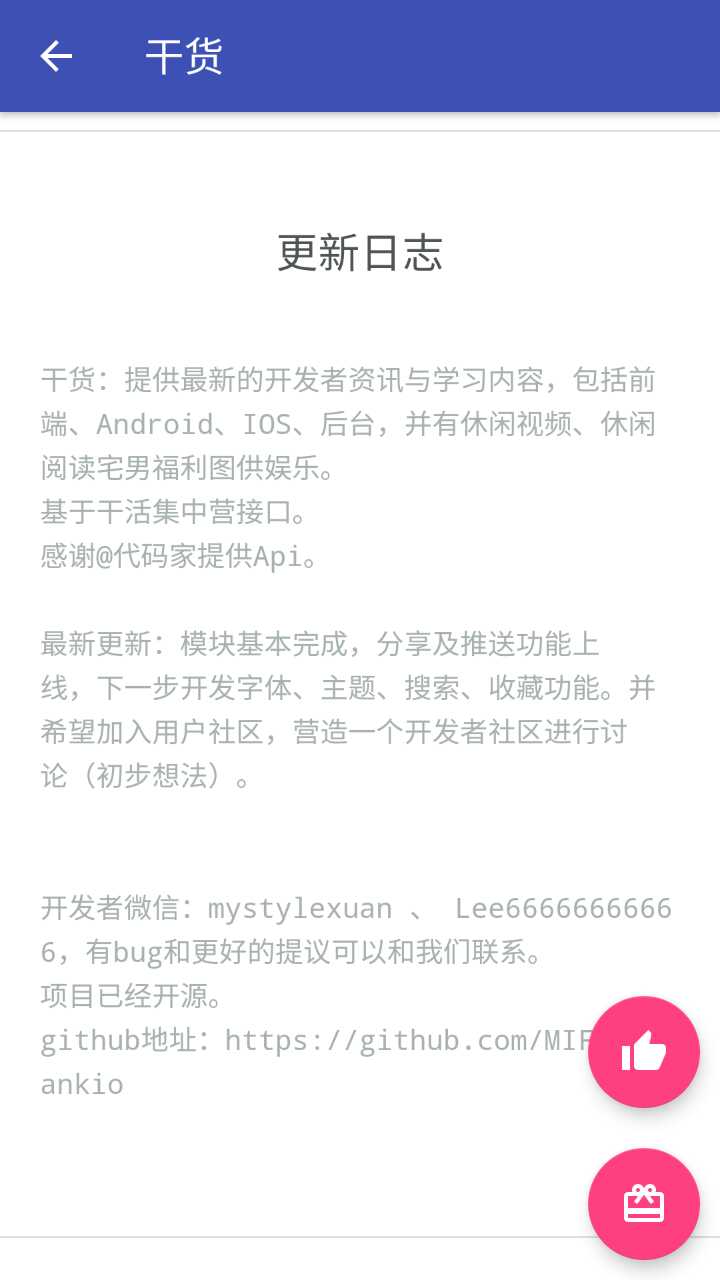 干货
更新日志
干货：提供最新的开发者资讯与学习内容，包括前
端、Android、IOS、后台，并有休闲视频、休闲
阅读宅男福利图供娱乐。
基于干活集中营接口。
感谢@代码家提供Api。
最新更新：模块基本完成，分享及推送功能上
线，下一步开发字体、主题、搜索、收藏功能。并
希望加入用户社区，营造一个开发者社区进行讨
论（初步想法）。
开发者微信：mystylexuan 、 Lee6666666666
6，有bug和更好的提议可以和我们联系。
项目已经开源。
github地址：https://github.com/MIF
ankio